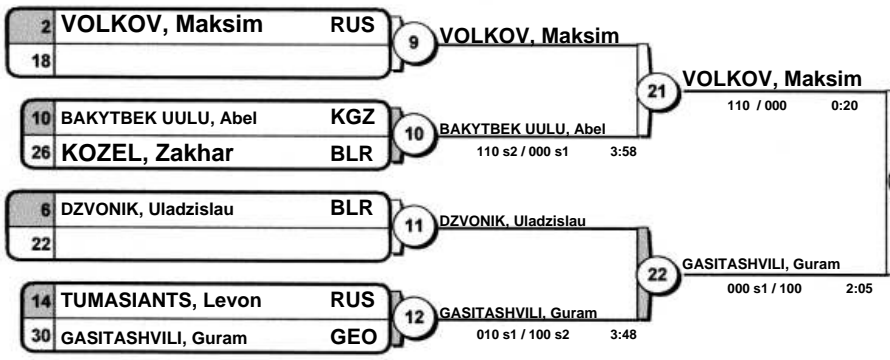 2 VOLKOV, Maksim RUS
18
9
VOLKOV, Maksim
10 BAKYTBEK UULU, Abel KGZ
26 KOZEL, Zakhar BLR
10
BAKYTBEK UULU, Abel
110 s2 / 000 s1 3:58
21
VOLKOV, Maksim
110 / 000 0:20
6 DZVONIK, Uladzislau BLR
22
11
DZVONIK, Uladzislau
14 TUMASIANTS, Levon RUS
30 GASITASHVILI, Guram GEO
12
GASITASHVILI, Guram
010 s1 / 100 s2 3:48
22
GASITASHVILI, Guram
000 s1 / 100 2:05